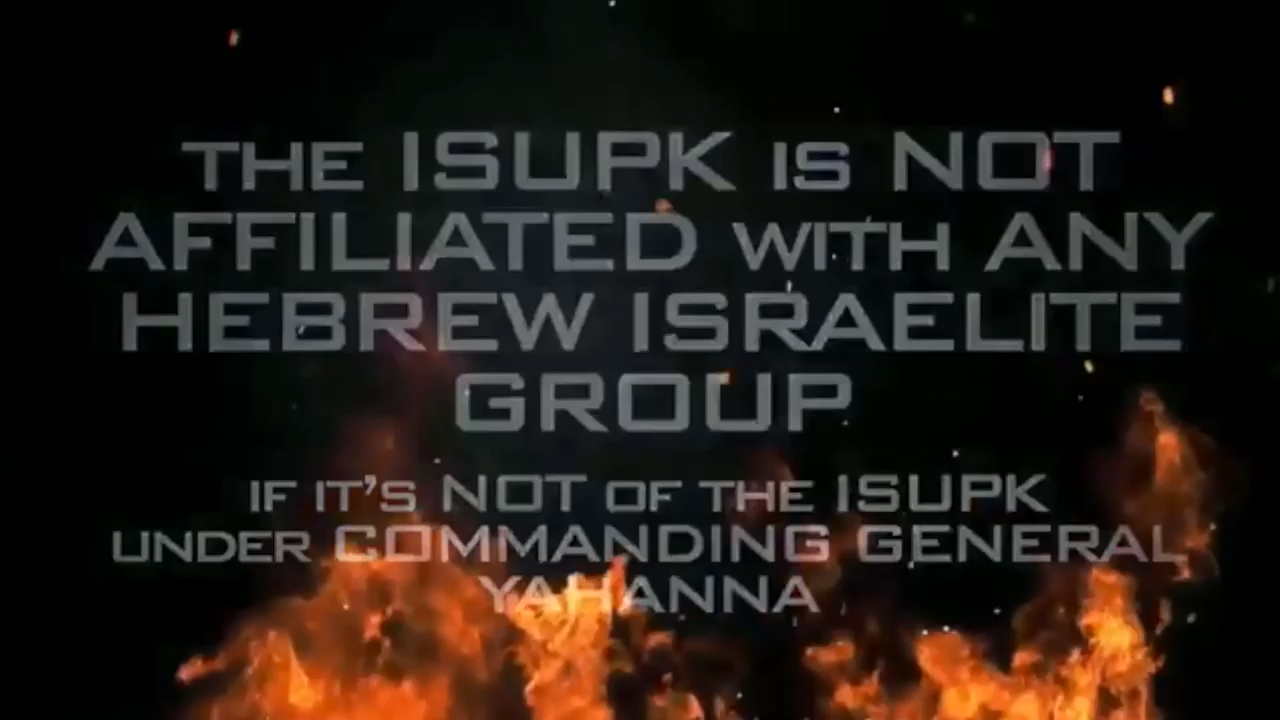 THE ISUPK IS NOT
AFFILIATED WITH ANY
HEBREW ISRAELITE
GROUP
IF IT'S NOT OF THE ISUPK
UNDER COMMANDING GENERAL
YAHANNA